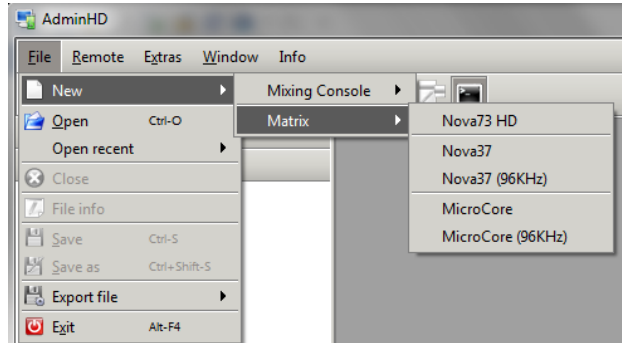 AdminHD
File Remote Extras Window Info
New
Open Ctrl-O
Open recent
Close
File info
Save Ctrl-S
Save as Ctrl+Shift-S
Export file
Exit Alt-F4
Mixing Console
Matrix
Nova73 HD
Nova37
Nova37 (96KHz)
MicroCore
MicroCore (96KHz)